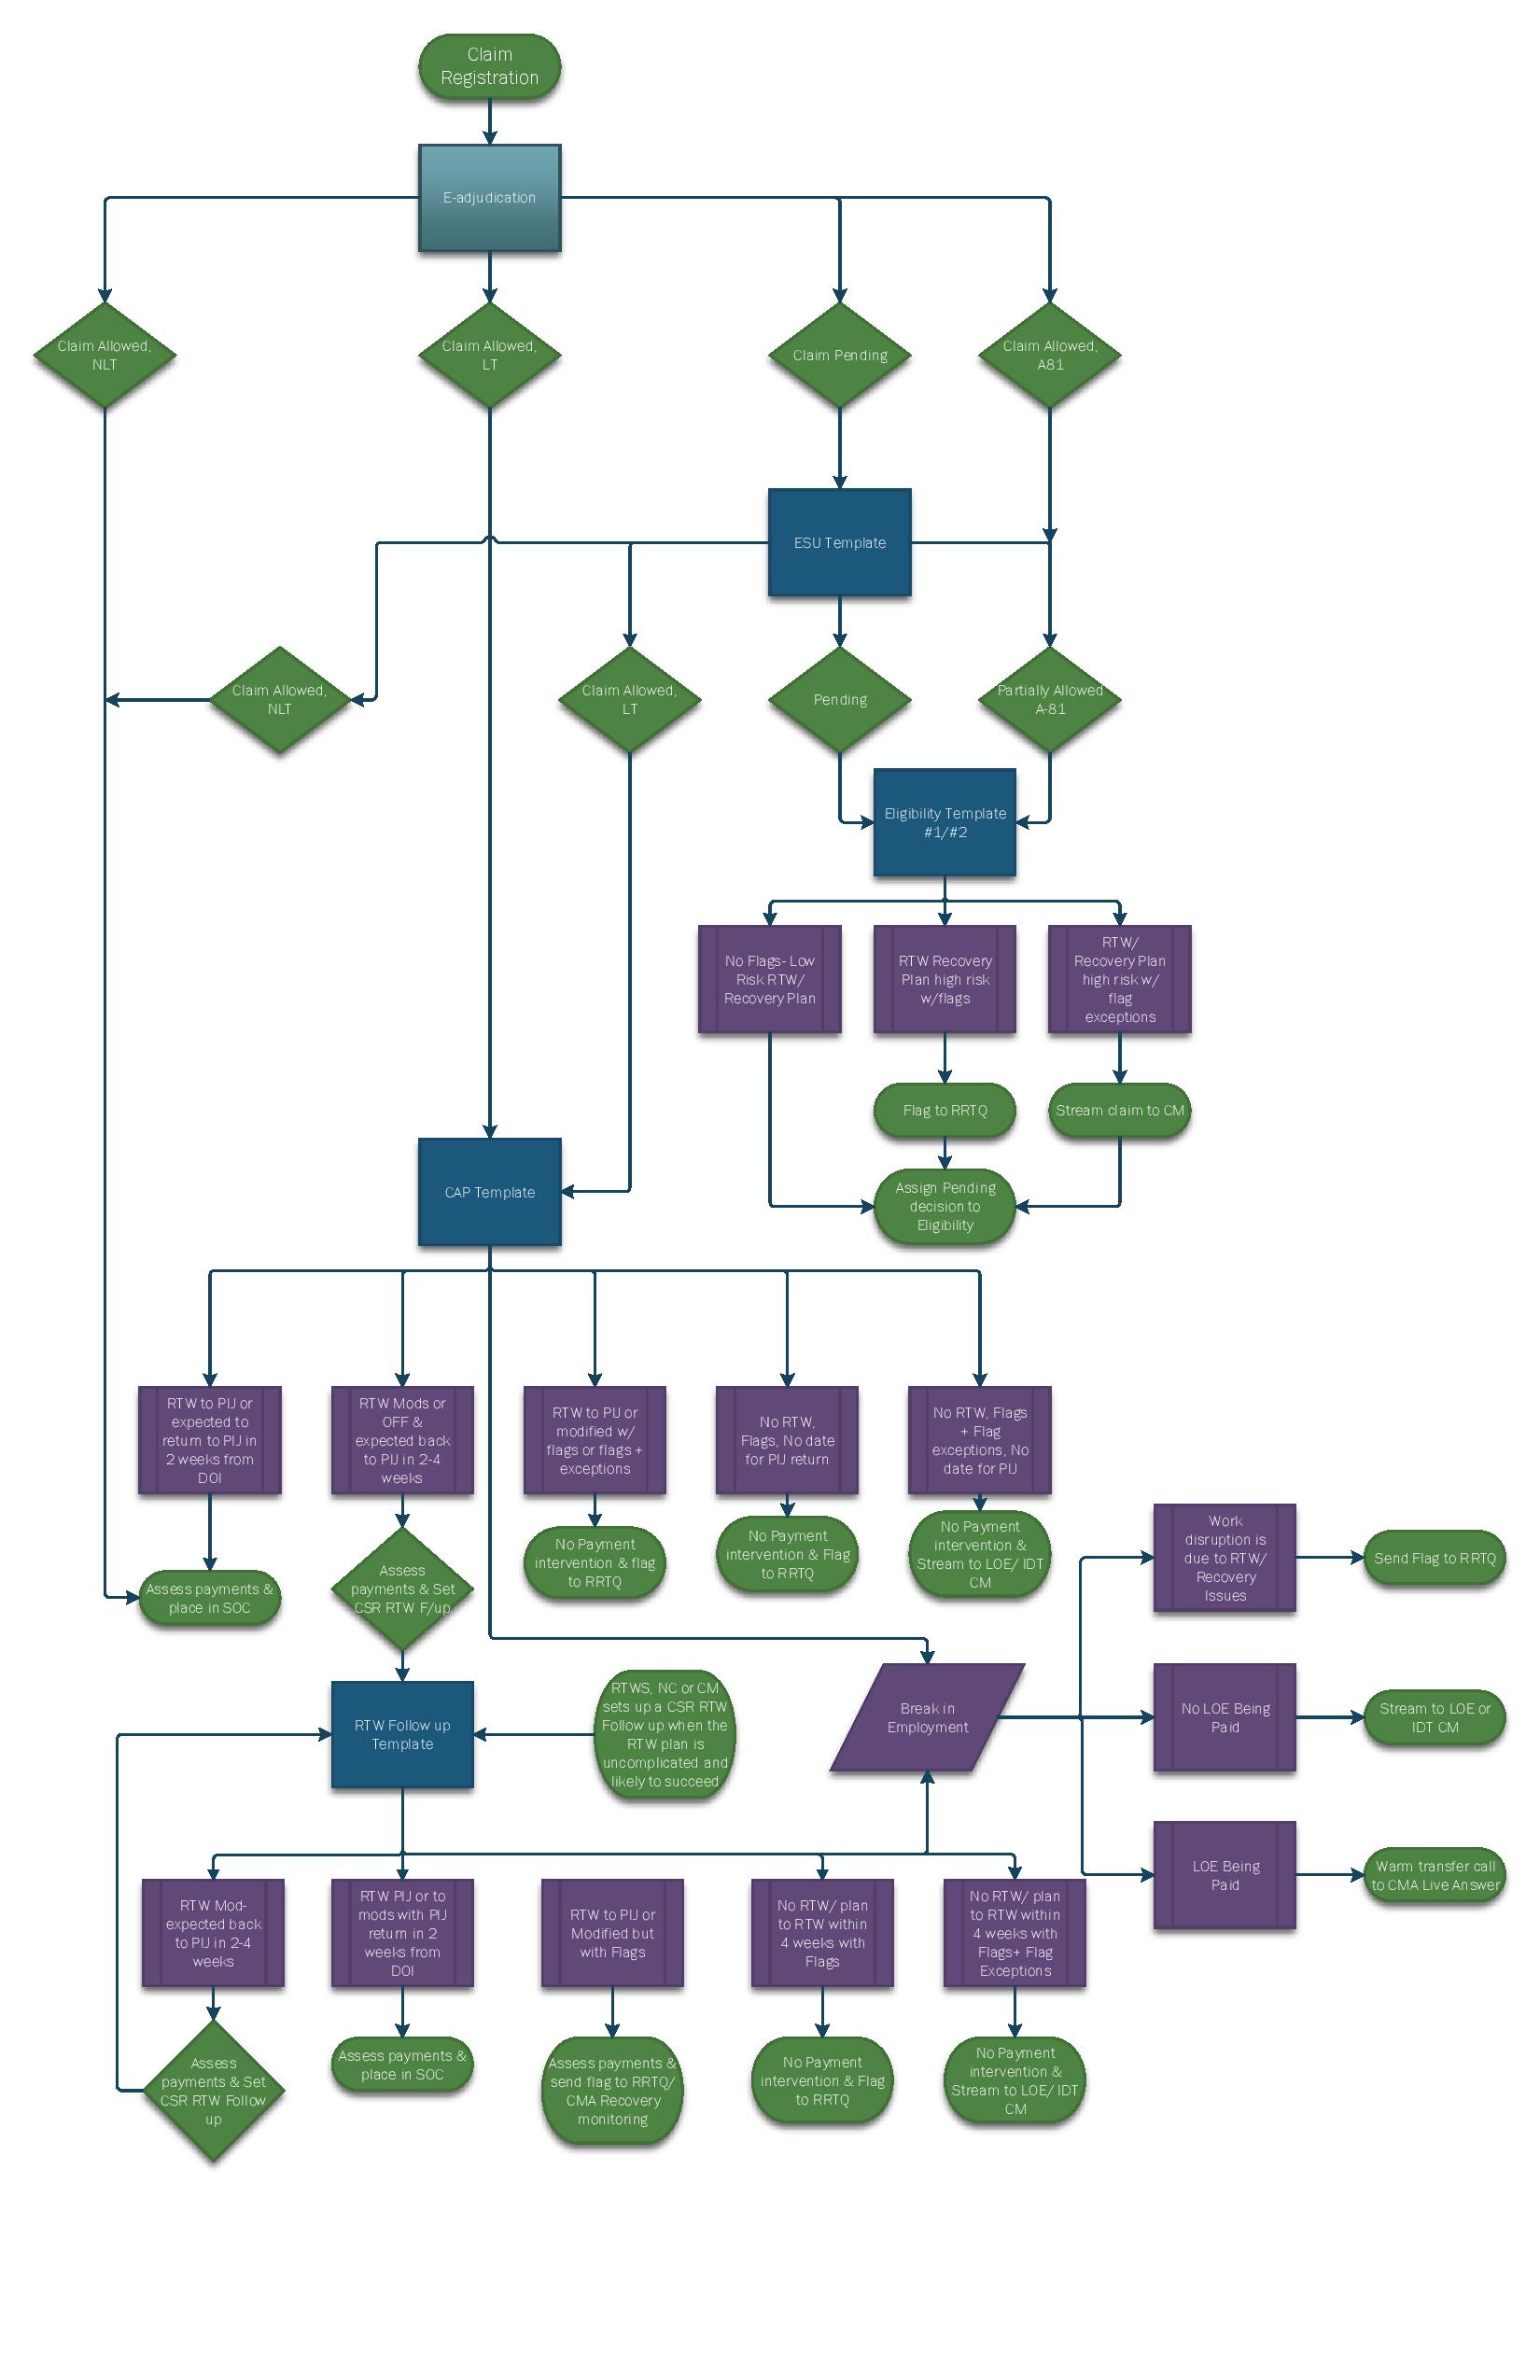 Claim
Registration
E-adjudication
Claim Allowed,
NLT
Claim Allowed,
LT
Claim Pending
Claim Allowed,
A81
ESU Template
Claim Allowed,
NLT
Claim Allowed,
LT
Pending
Partially Allowed
A-81
Eligibility Template
#1/#2
No Flags- Low
Risk RTW/
Recovery Plan
RTW Recovery
Plan high risk
w/flags
RTW/
Recovery Plan
high risk w/
flag
exceptions
Flag to RRTQ
Stream claim to CM
Assign Pending
decision to
Eligibility
CAP Template
RTW to PIJ or
expected to
return to PIJ in
2 weeks from
DOI
RTW Mods or
OFF &
expected back
to PIJ in 2-4
weeks
RTW to PIJ or
modified w/
flags or flags +
exceptions
No RTW,
Flags, No date
for PIJ return
No RTW, Flags
+ Flag
exceptions, No
date for PIJ
Assess payments &
place in SOC
Assess
payments & Set
CSR RTW F/up
No Payment
intervention & flag
to RRTQ
No Payment
intervention & Flag
to RRTQ
No Payment
intervention &
Stream to LOE/ IDT
CM
Work
disruption is
due to RTW/
Recovery
Issues
Send Flag to RRTQ
RTW Follow up
Template
RTWS, NC or CM
sets up a CSR RTW
Follow up when the
RTW plan is
uncomplicated and
likely to succeed
Break in
Employment
No LOE Being
Paid
Stream to LOE or
IDT CM
LOE Being
Paid
Warm transfer call
to CMA Live Answer
RTW Mod-
expected back
to PIJ in 2-4
weeks
RTW PIJ or to
mods with PIJ
return in 2
weeks from
DOI
RTW to PIJ or
Modified but
with Flags
No RTW/ plan
to RTW within
4 weeks with
Flags
No RTW/ plan
to RTW within
4 weeks with
Flags+ Flag
Exceptions
Assess
payments & Set
CSR RTW Follow
up
Assess payments &
place in SOC
Assess payments &
send flag to RRTQ/
CMA Recovery
monitoring
No Payment
intervention & Flag
to RRTQ
No Payment
intervention &
Stream to LOE/ IDT
CM